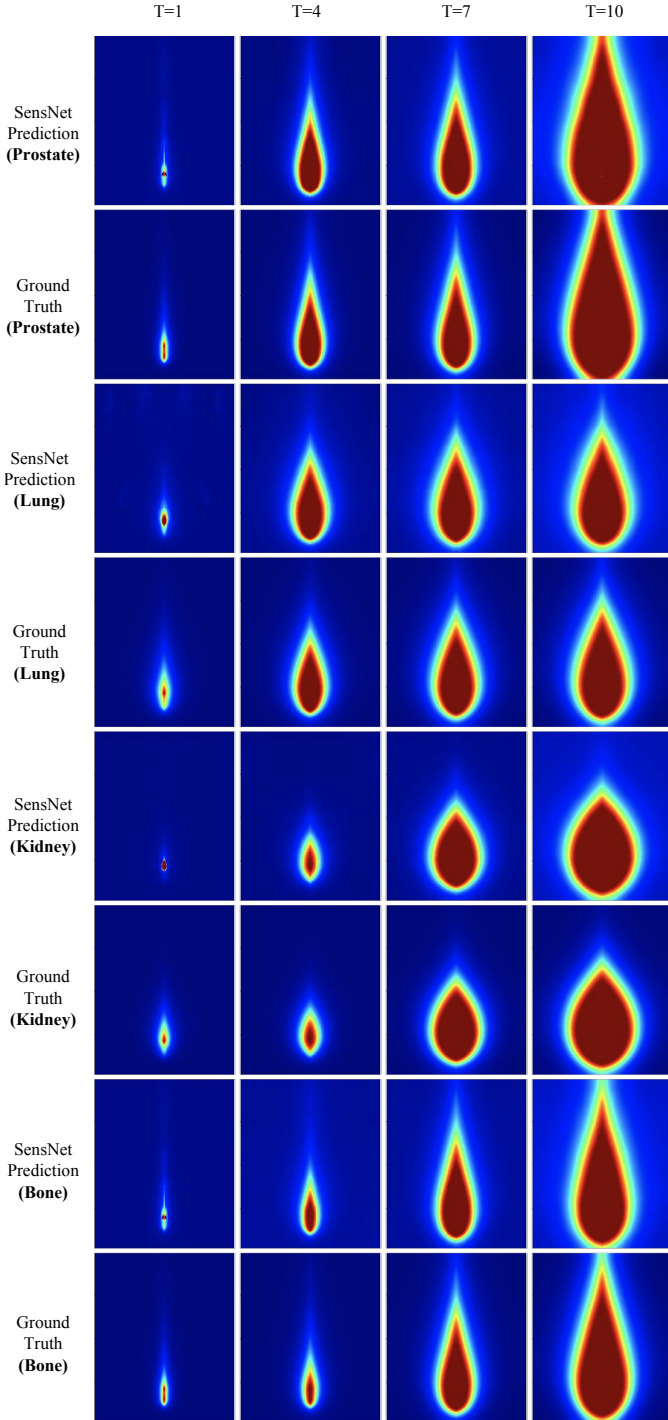 T=1 T=4 T=7 T=10
SensNet
Prediction
(Prostate)
Ground
Truth
(Prostate)
SensNet
Prediction
(Lung)
Ground
Truth
(Lung)
SensNet
Prediction
(Kidney)
Ground
Truth
(Kidney)
SensNet
Prediction
(Bone)
Ground
Truth
(Bone)